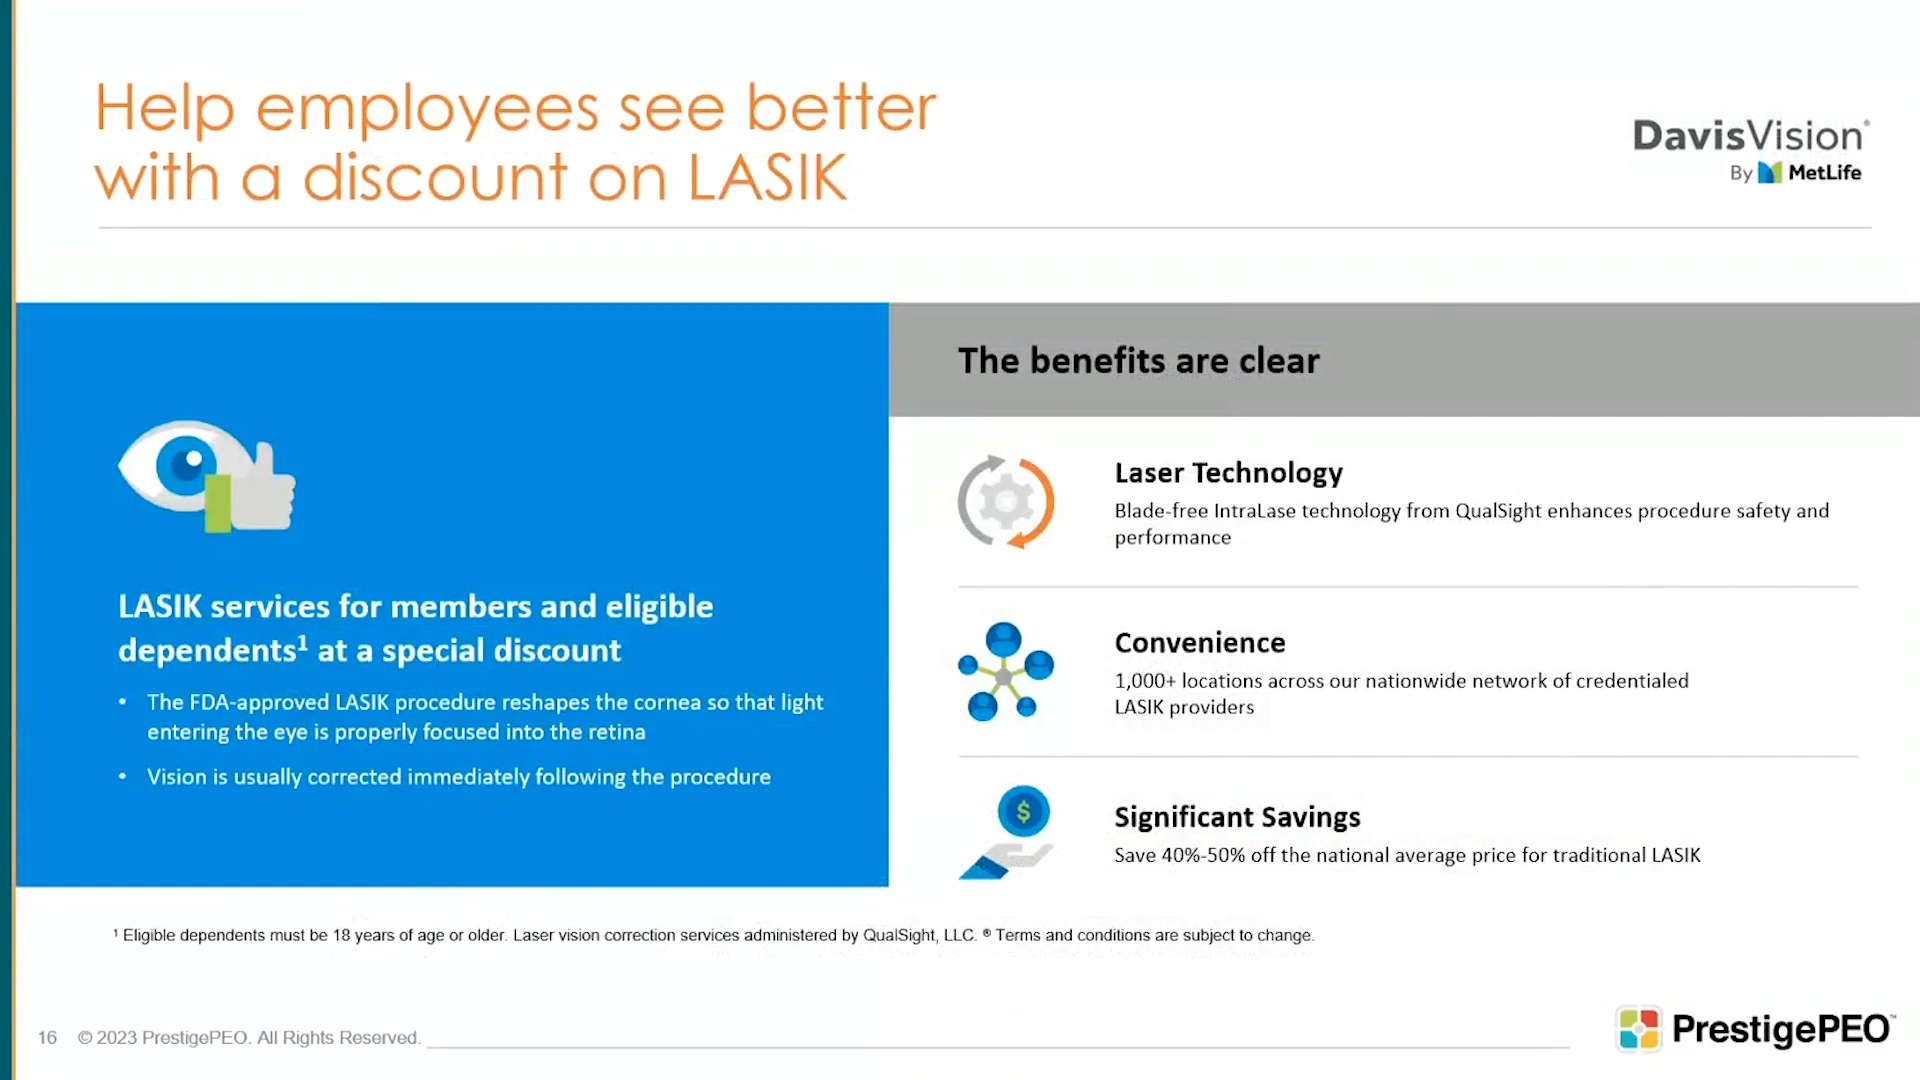 Help employees see better
with a discount on LASIK
DavisVision®
By MetLife
The benefits are clear
LASIK services for members and eligible
dependents¹ at a special discount
• The FDA-approved LASIK procedure reshapes the cornea so that light
entering the eye is properly focused into the retina
• Vision is usually corrected immediately following the procedure
Laser Technology
Blade-free IntraLase technology from QualSight enhances procedure safety and
performance
Convenience
1,000+ locations across our nationwide network of credentialed
LASIK providers
$
Significant Savings
Save 40%-50% off the national average price for traditional LASIK
¹ Eligible dependents must be 18 years of age or older. Laser vision correction services administered by QualSight, LLC. ® Terms and conditions are subject to change.
16 © 2023 PrestigePEO. All Rights Reserved.
PrestigePEO™